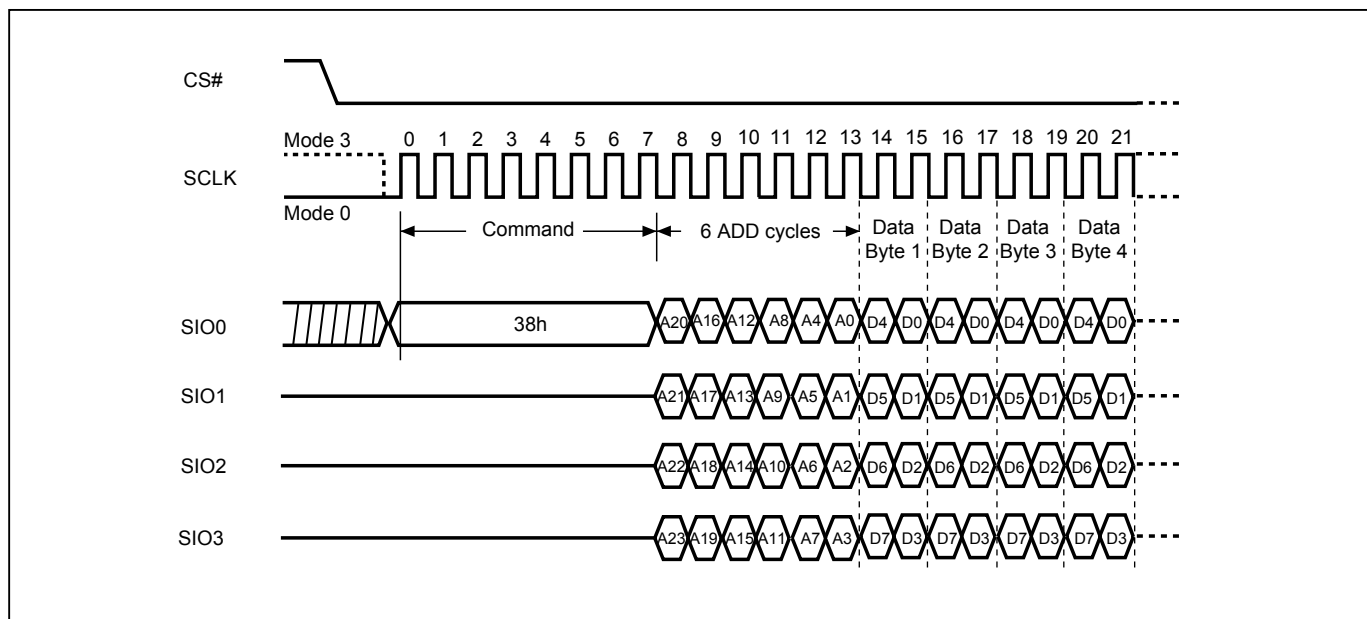 CS#
Mode 3
0 1 2 3 4 5 6 7 8 9 10 11 12 13 14 15 16 17 18 19 20 21
SCLK
Mode 0
Command 6 ADD cycles Data Byte 1 Data Byte 2 Data Byte 3 Data Byte 4
SIO0 38h A20 A16 A12 A8 A4 A0 D4 D0 D4 D0 D4 D0 D4 D0
SIO1 A21 A17 A13 A9 A5 A1 D5 D1 D5 D1 D5 D1 D5 D1
SIO2 A22 A18 A14 A10 A6 A2 D6 D2 D6 D2 D6 D2 D6 D2
SIO3 A23 A19 A15 A11 A7 A3 D7 D3 D7 D3 D7 D3 D7 D3